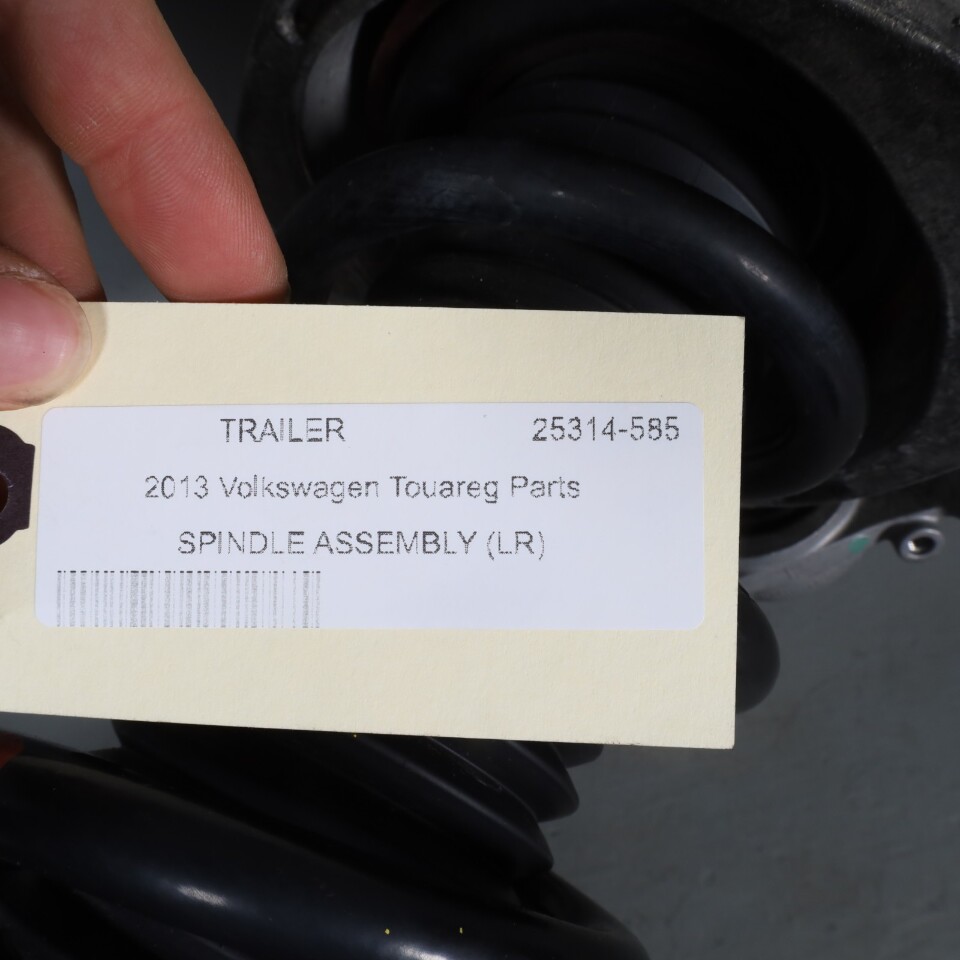 TRAILER 25314-585
2013 Volkswagen Touareg Parts
SPINDLE ASSEMBLY (LR)